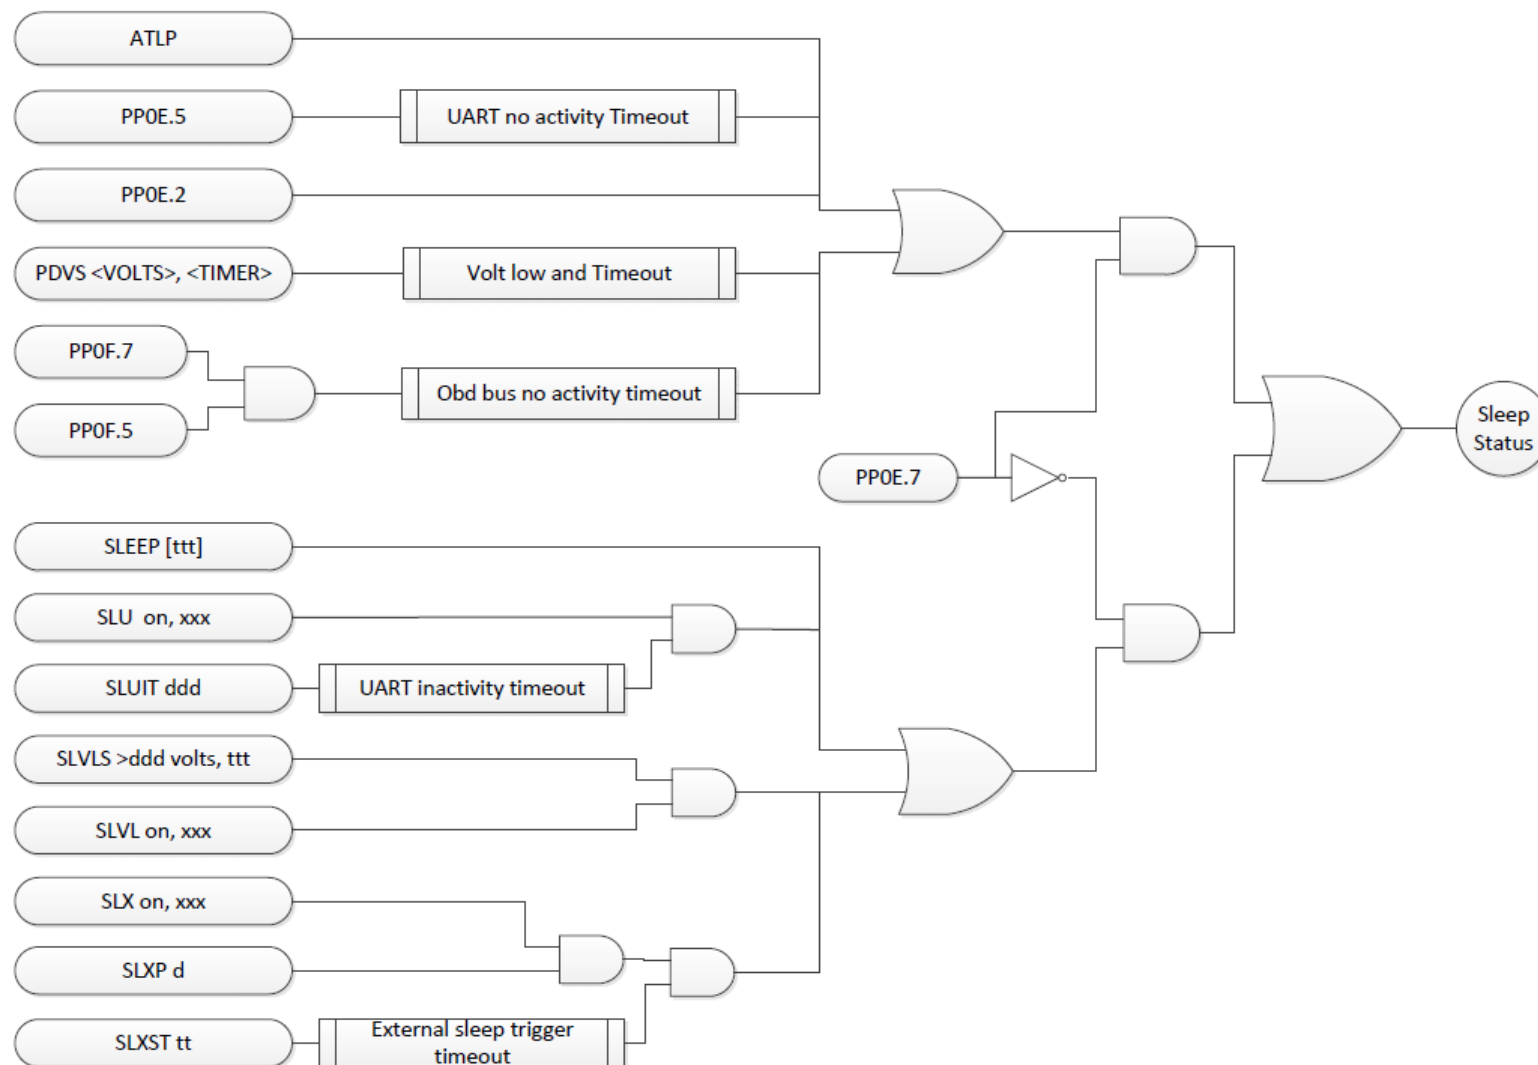 ATLP
PP0E.5
UART no activity Timeout
PP0E.2
PDVS <VOLTS>, <TIMER>
Volt low and Timeout
PP0F.7
Obd bus no activity timeout
PP0F.5
Sleep
Status
PP0E.7
SLEEP [ttt]
SLU on, xxx
SLUIT ddd
UART inactivity timeout
SLVLS >ddd volts, ttt
SLVL on, xxx
SLX on, xxx
SLXP d
SLXST tt
External sleep trigger
timeout